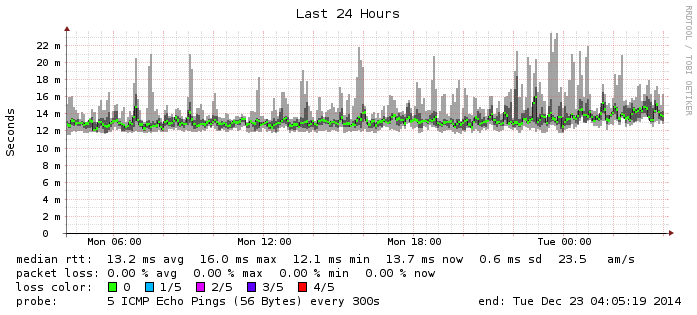 Last 24 Hours
RRDTOOL / TOBI OETIKER
Seconds
22 m
20 m
18 m
16 m
14 m
12 m
10 m
8 m
6 m
4 m
2 m
0
Mon 06:00 Mon 12:00 Mon 18:00 Tue 00:00
median rtt: 13.2 ms avg 16.0 ms max 12.1 ms min 13.7 ms now 0.6 ms sd 23.5 am/s
packet loss: 0.00 % avg 0.00 % max 0.00 % min 0.00 % now
loss color: 0 1/5 2/5 3/5 4/5
probe: 5 ICMP Echo Pings (56 Bytes) every 300s end: Tue Dec 23 04:05:19 2014